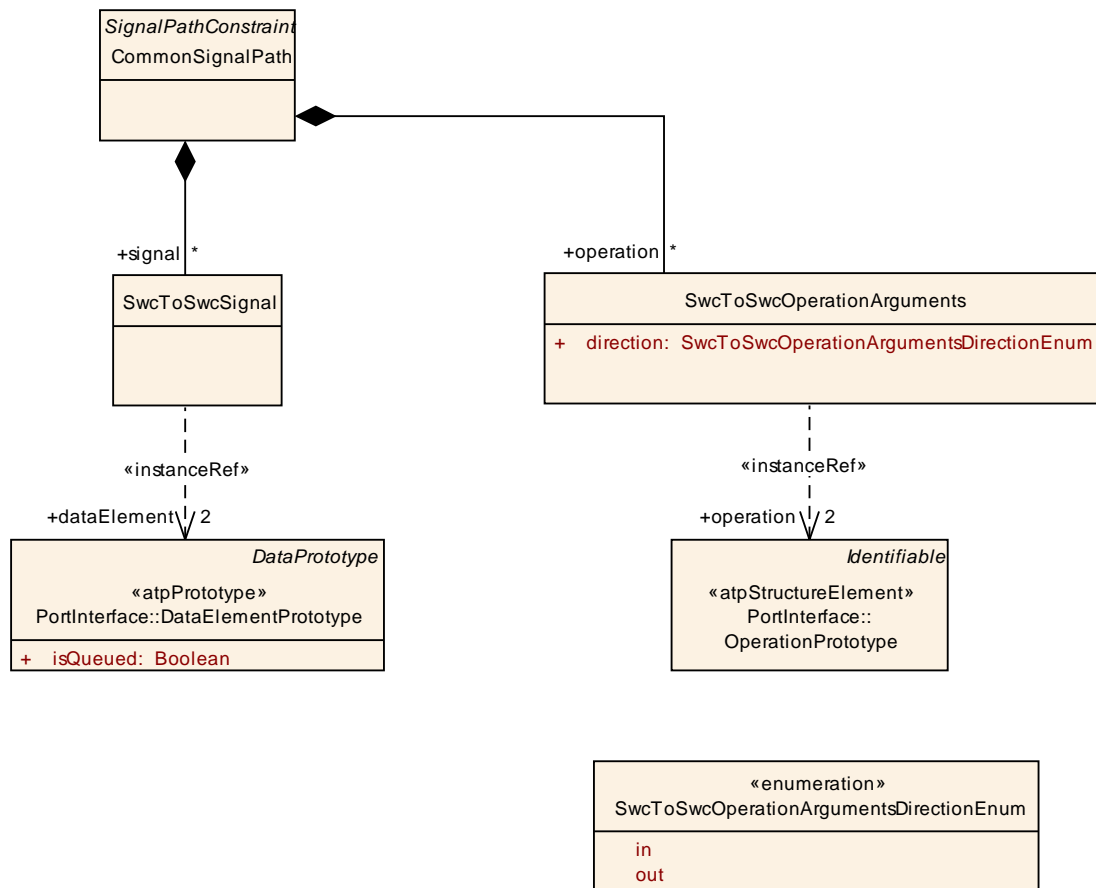 SignalPathConstraint
CommonSignalPath
+signal *
+operation *
SwcToSwcSignal
SwcToSwcOperationArguments
+ direction: SwcToSwcOperationArgumentsDirectionEnum
«instanceRef»
«instanceRef»
+dataElement 2
+operation 2
DataPrototype
«atpPrototype»
PortInterface::DataElementPrototype
+ isQueued: Boolean
Identifiable
«atpStructureElement»
PortInterface::
OperationPrototype
«enumeration»
SwcToSwcOperationArgumentsDirectionEnum
in
out